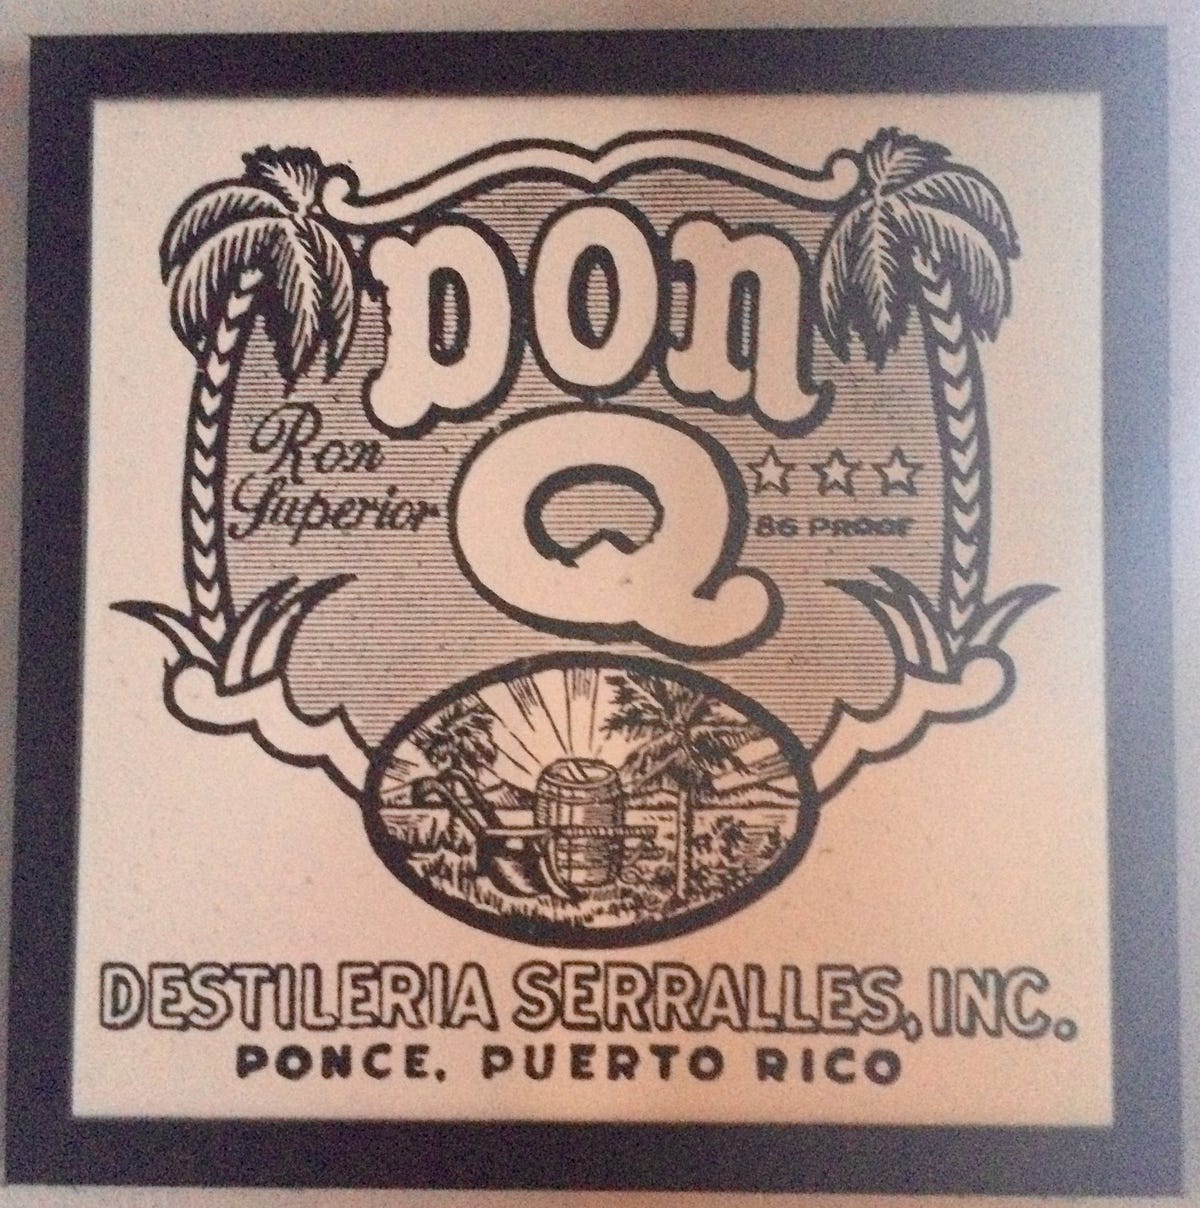 DON
Q
Ron
Superior
86 PROOF
DESTILERIA SERRALLES, INC.
PONCE, PUERTO RICO